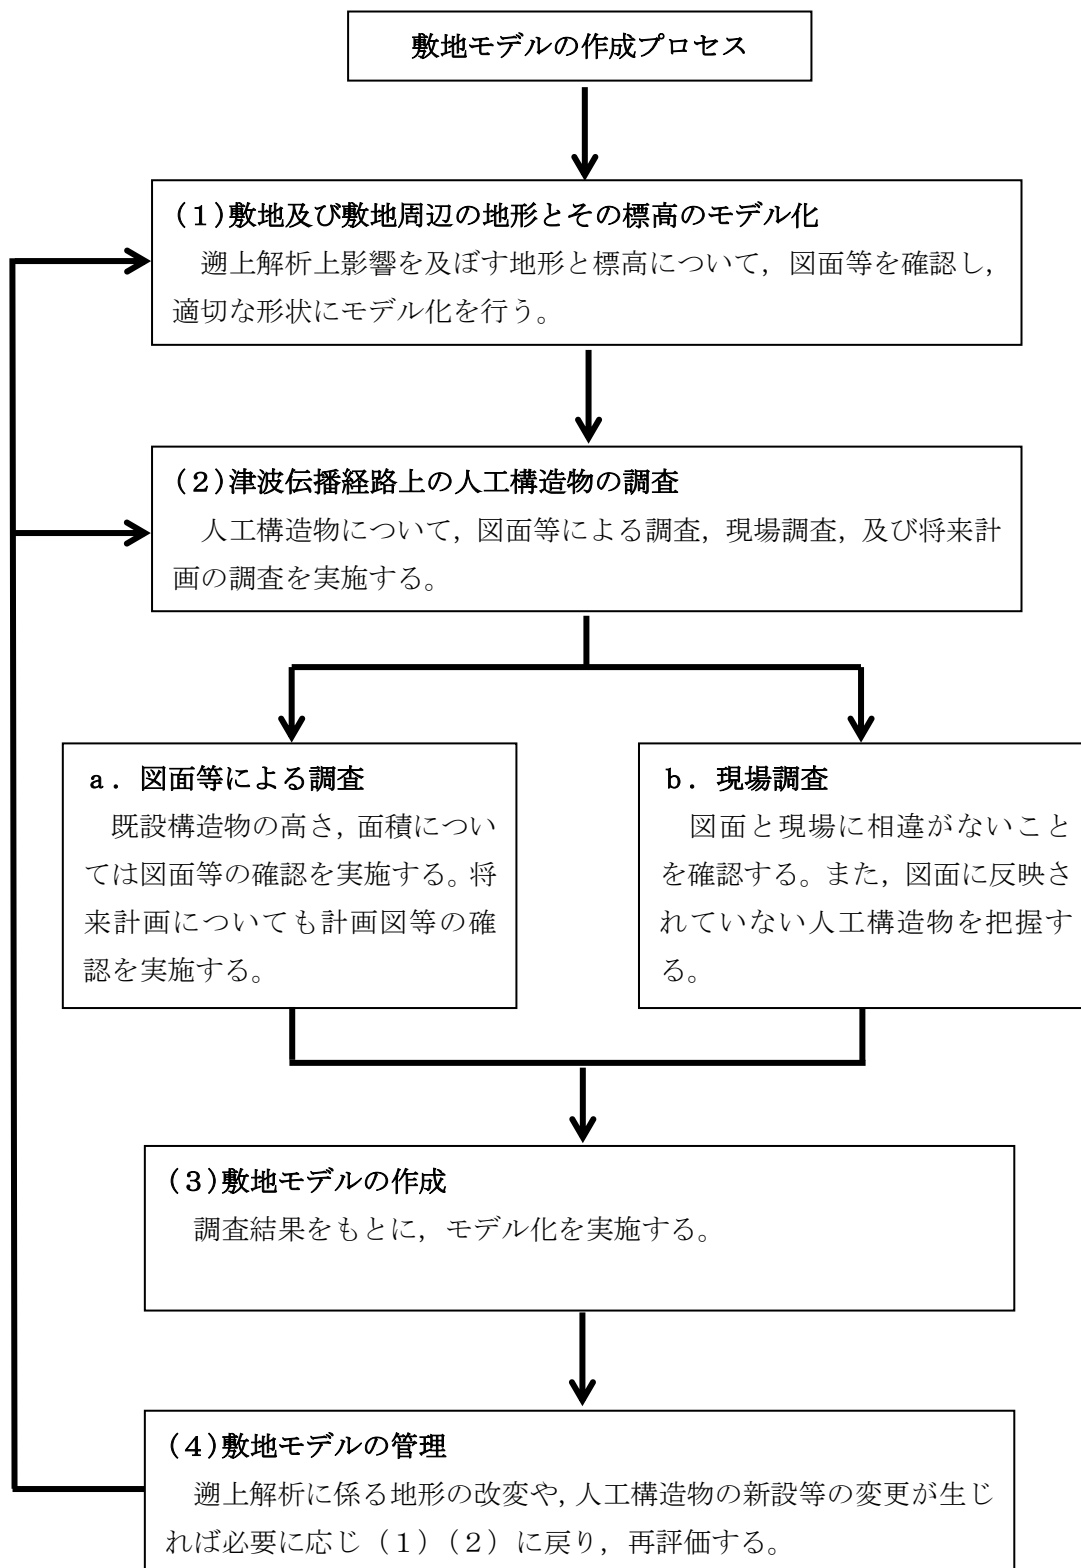 敷地モデルの作成プロセス
(1)敷地及び敷地周辺の地形とその標高のモデル化
遡上解析上影響を及ぼす地形と標高について，図面等を確認し，
適切な形状にモデル化を行う。
(2)津波伝播経路上の人工構造物の調査
人工構造物について，図面等による調査，現場調査，及び将来計
画の調査を実施する。
a．図面等による調査
既設構造物の高さ，面積につい
ては図面等の確認を実施する。将
来計画についても計画図等の確
認を実施する。
b．現場調査
図面と現場に相違がないこと
を確認する。また，図面に反映さ
れていない人工構造物を把握す
る。
(3)敷地モデルの作成
調査結果をもとに，モデル化を実施する。
(4)敷地モデルの管理
遡上解析に係る地形の改変や，人工構造物の新設等の変更が生じ
れば必要に応じ（1）（2）に戻り，再評価する。